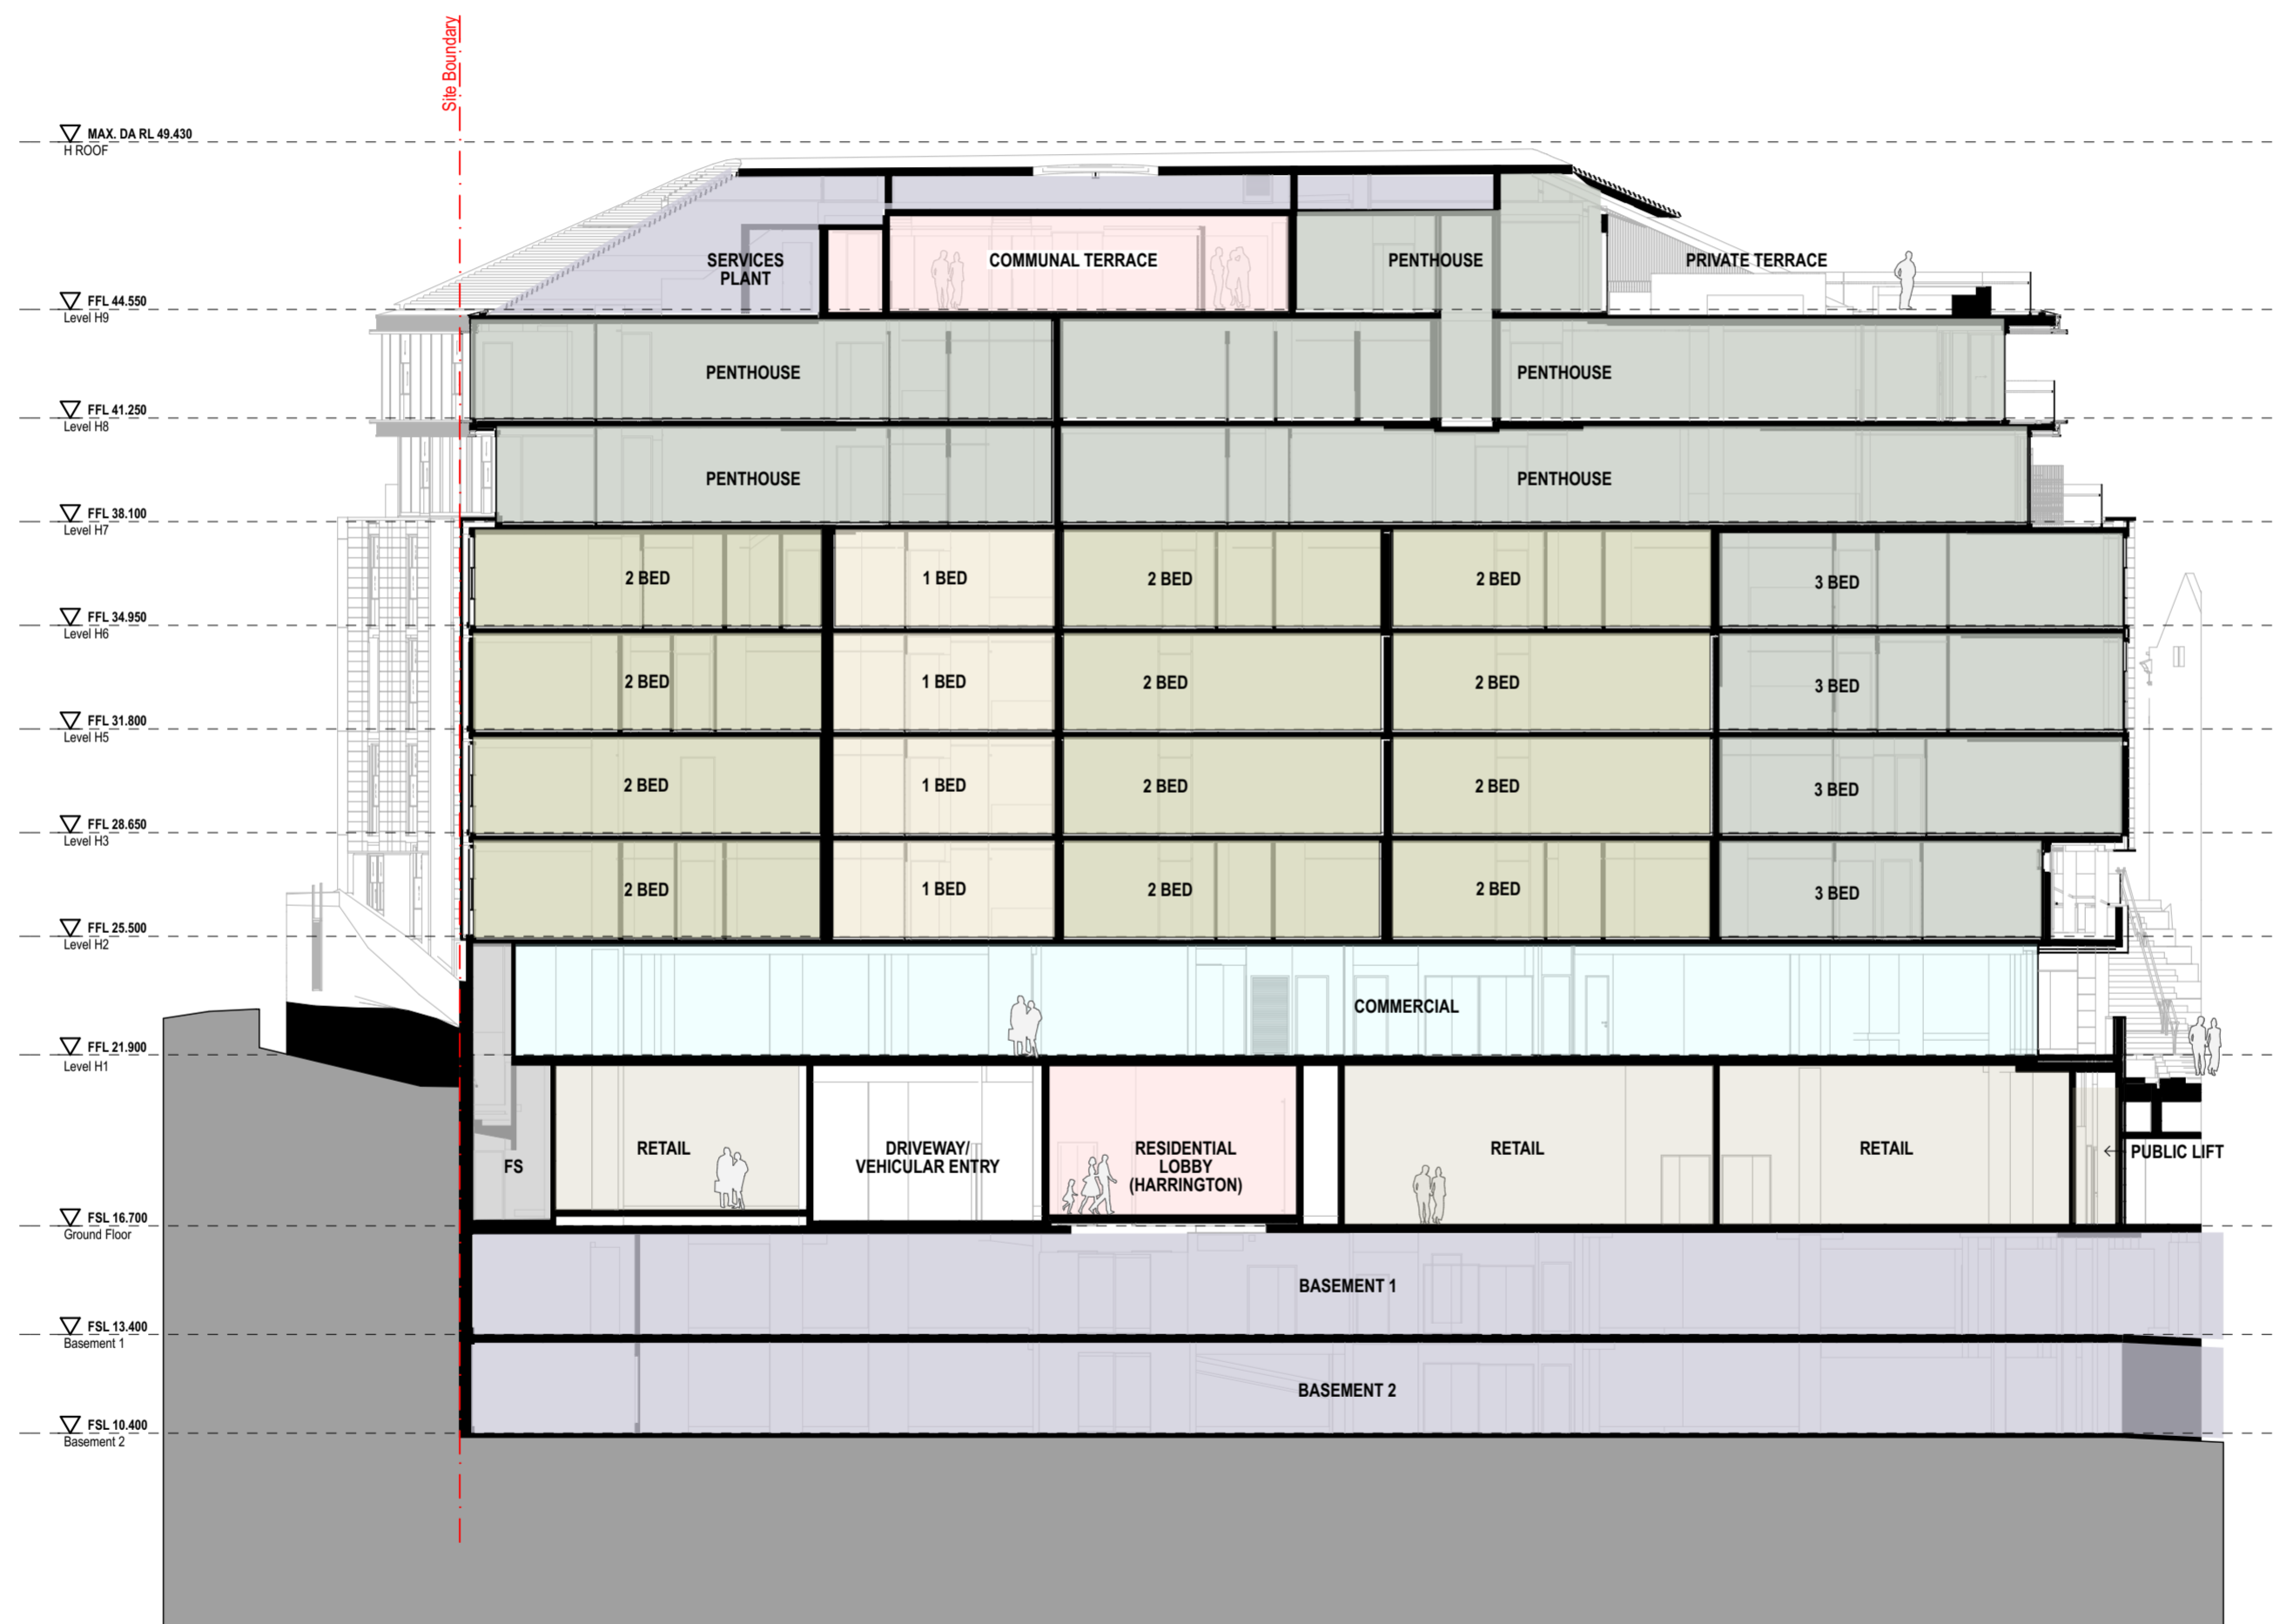 Site Boundary
MAX. DA RL 49.430
H ROOF
SERVICES
PLANT
COMMUNAL TERRACE
PENTHOUSE
PRIVATE TERRACE
FFL 44.550
Level H9
PENTHOUSE
PENTHOUSE
FFL 41.250
Level H8
PENTHOUSE
PENTHOUSE
FFL 38.100
Level H7
2 BED
1 BED
2 BED
2 BED
3 BED
FFL 34.950
Level H6
2 BED
1 BED
2 BED
2 BED
3 BED
FFL 31.800
Level H5
2 BED
1 BED
2 BED
2 BED
3 BED
FFL 28.650
Level H3
2 BED
1 BED
2 BED
2 BED
3 BED
FFL 25.500
Level H2
COMMERCIAL
FFL 21.900
Level H1
FS
RETAIL
DRIVEWAY/
VEHICULAR ENTRY
RESIDENTIAL
LOBBY
(HARRINGTON)
RETAIL
RETAIL
PUBLIC LIFT
FSL 16.700
Ground Floor
BASEMENT 1
FSL 13.400
Basement 1
BASEMENT 2
FSL 10.400
Basement 2